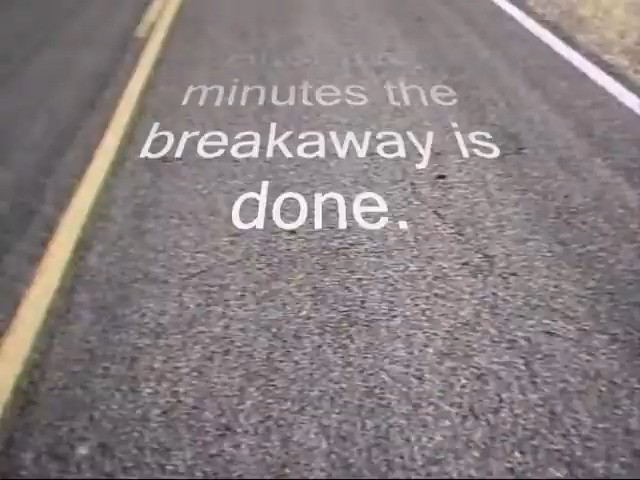 minutes the
breakaway is
done.